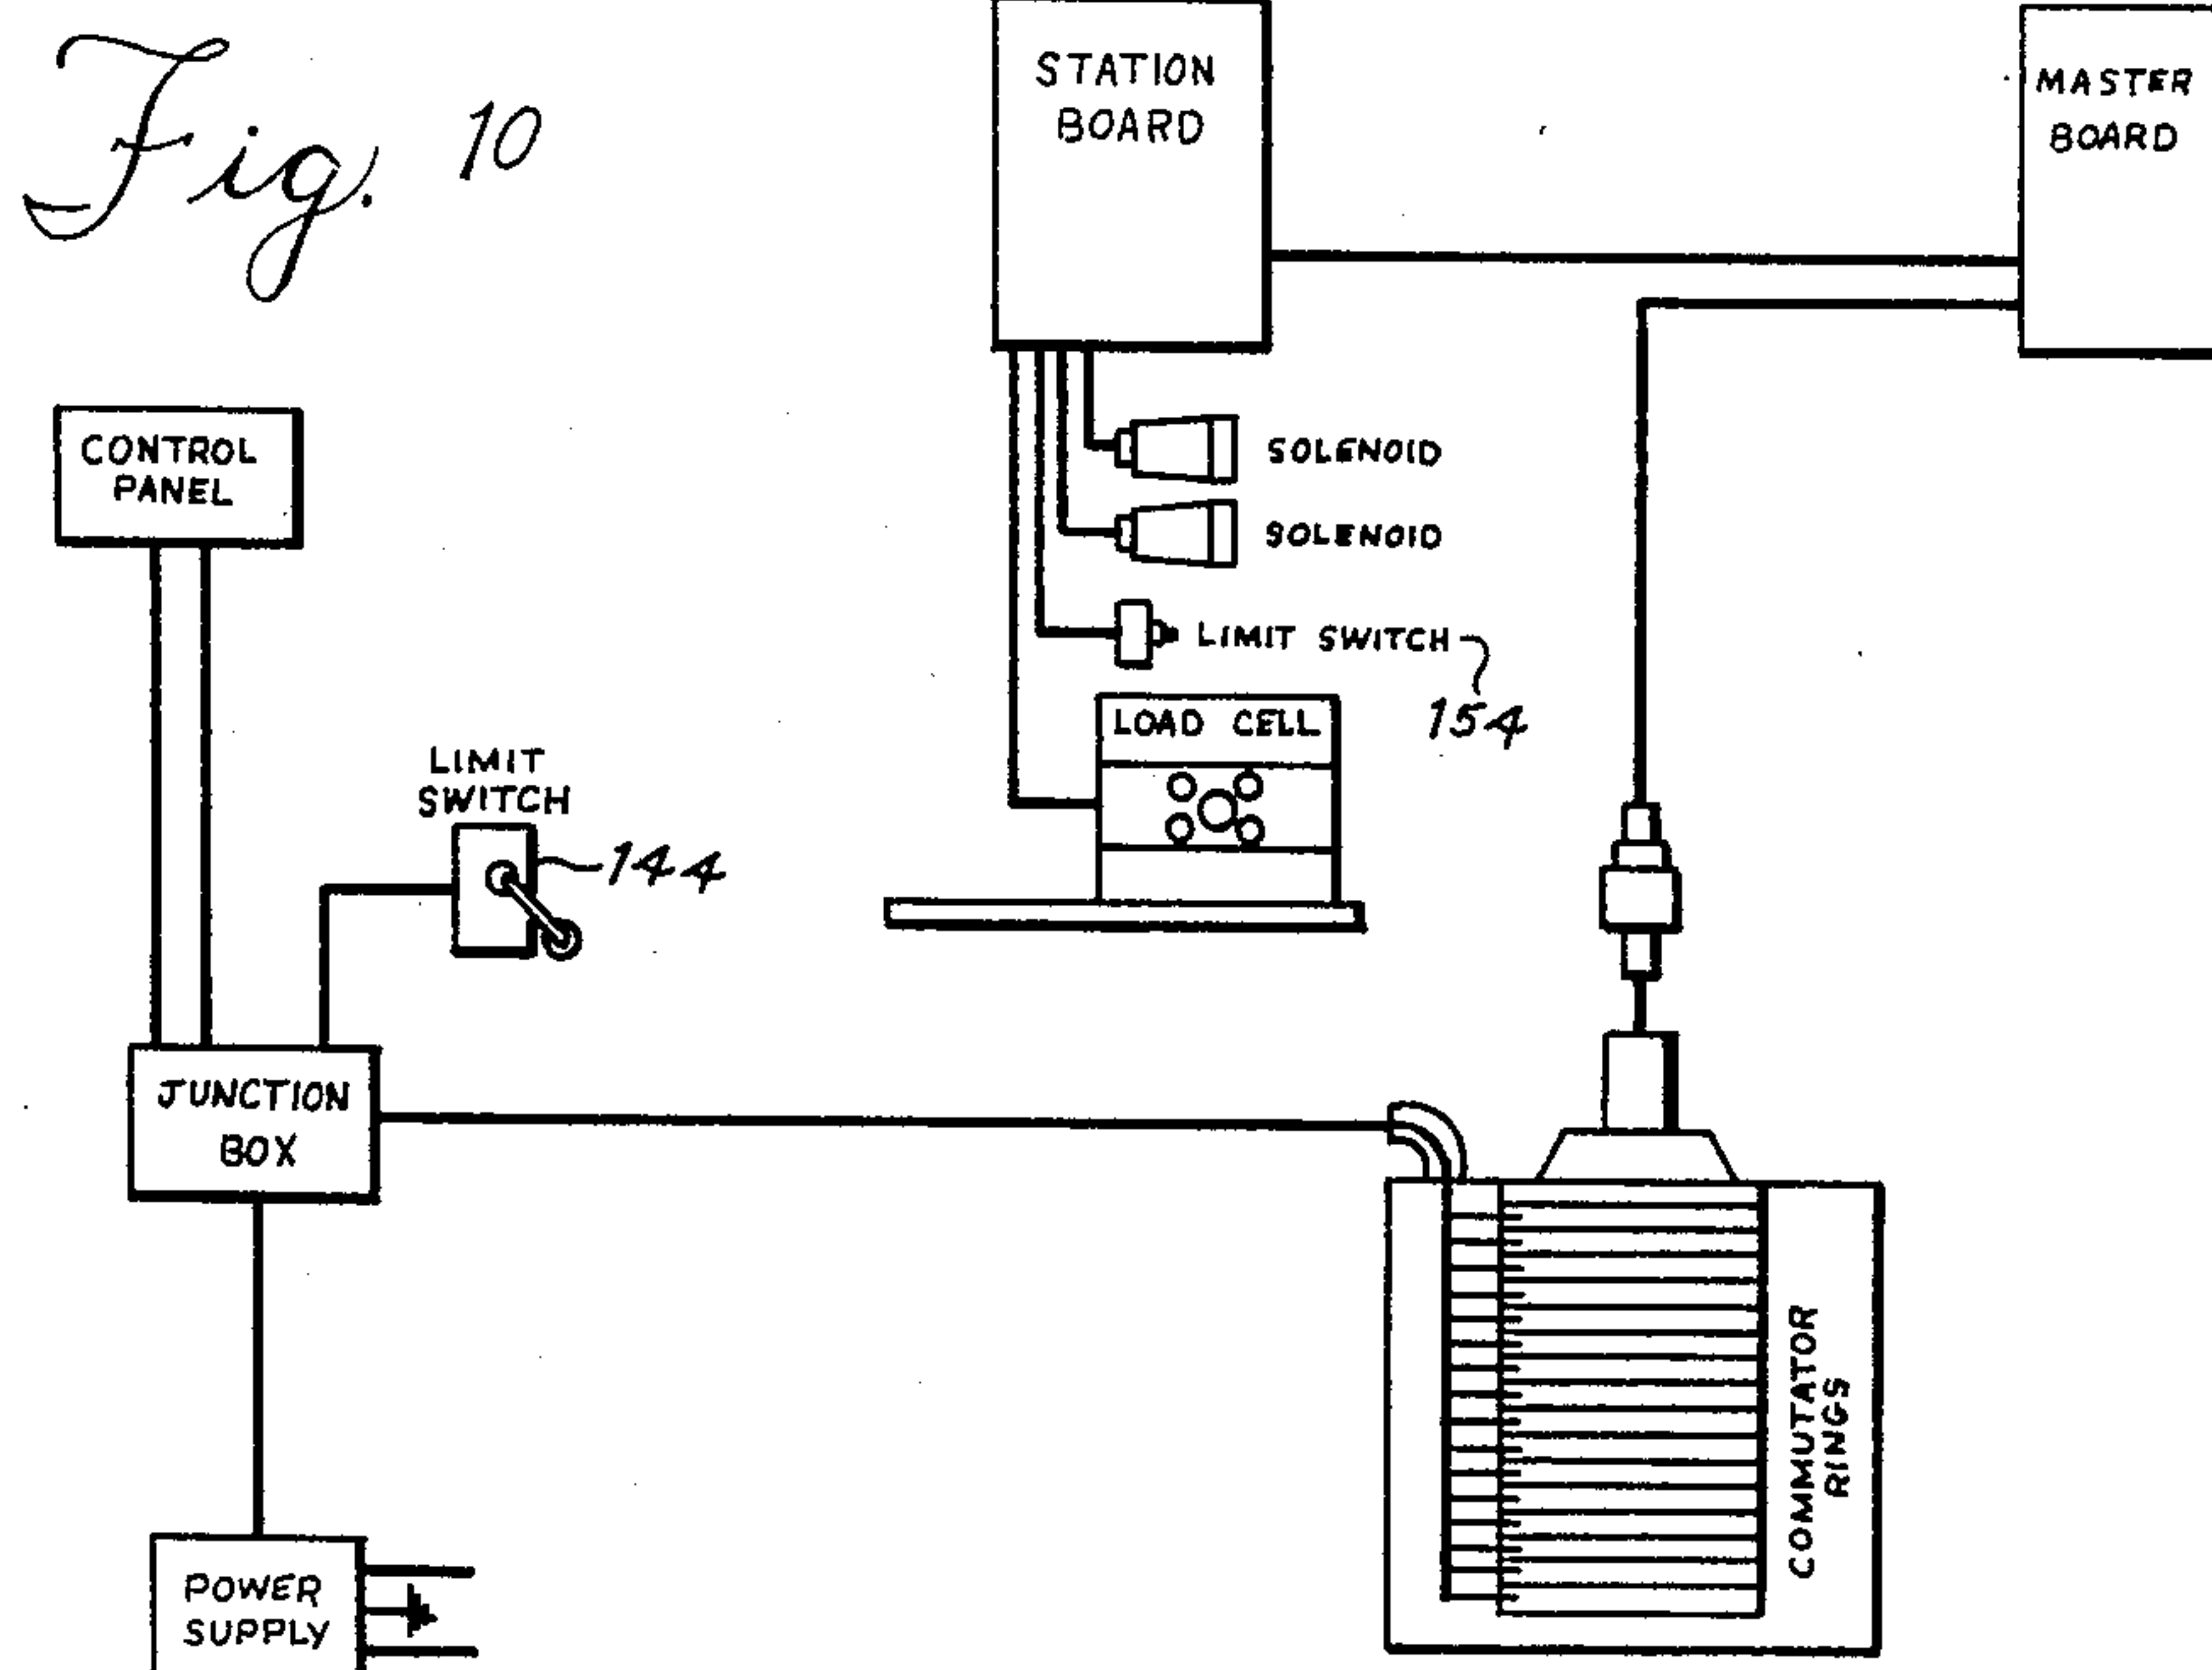 Fig. 10
STATION
BOARD
MASTER
BOARD
CONTROL
PANEL
SOLENOID
SOLENOID
LIMIT SWITCH
154
LOAD CELL
LIMIT
SWITCH
144
JUNCTION
BOX
COMMUTATOR
RINGS
POWER
SUPPLY